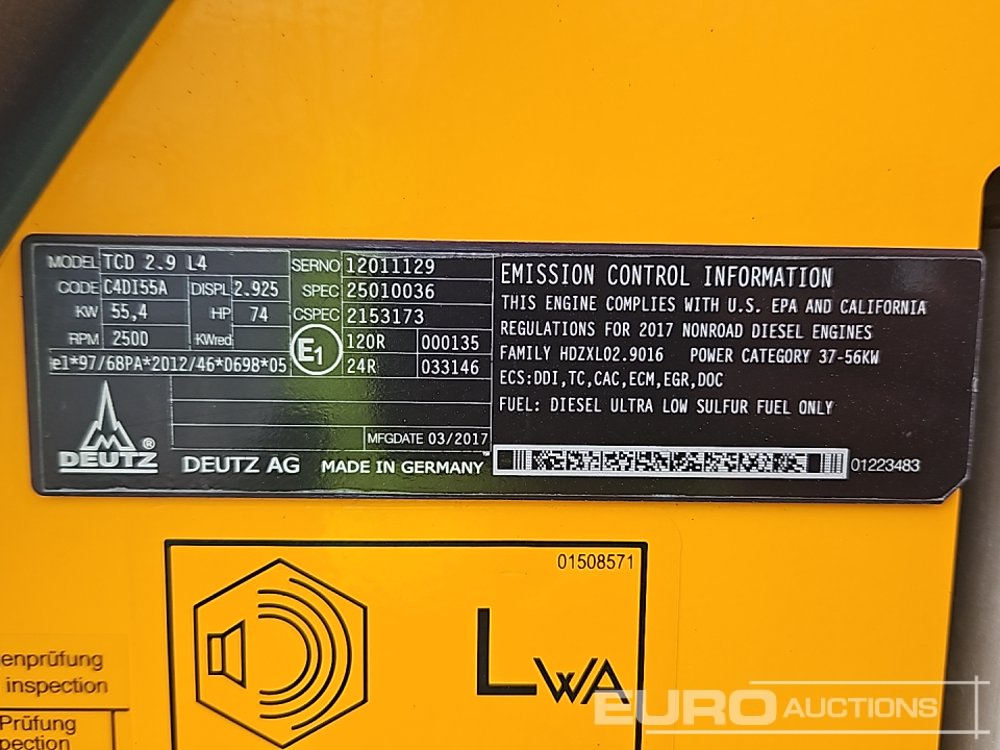 MODEL TCD 2.9 L4
CODE C4DI55A DISPL 2.925
KW 55,4 HP 74
RPM 2500 KWred
e1*97/68PA*2012/46*0698*05
SERNO 12011129
SPEC 25010036
CSPEC 2153173
E1 120R 000135
24R 033146
MFGDATE 03/2017
DEUTZ ® DEUTZ AG MADE IN GERMANY
EMISSION CONTROL INFORMATION
THIS ENGINE COMPLIES WITH U.S. EPA AND CALIFORNIA
REGULATIONS FOR 2017 NONROAD DIESEL ENGINES
FAMILY HDZXL02.9016 POWER CATEGORY 37-56KW
ECS:DDI,TC,CAC,ECM,EGR,DOC
FUEL: DIESEL ULTRA LOW SULFUR FUEL ONLY
01223483
01508571
LWA
enprüfung
inspection
Prüfung
pection
EURO AUCTIONS